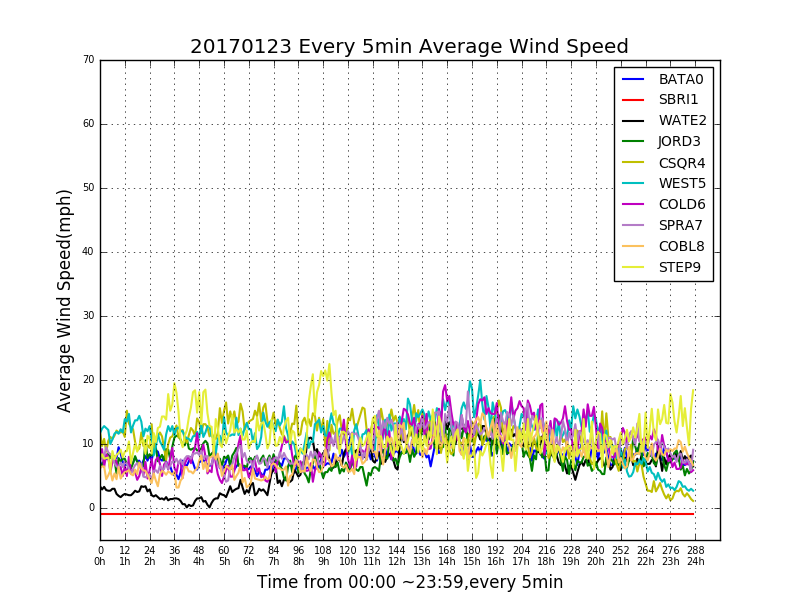 20170123 Every 5min Average Wind Speed
70
60
50
40
30
20
10
0
Average Wind Speed(mph)
BATA0
SBRI1
WATE2
JORD3
CSQR4
WEST5
COLD6
SPRA7
COBL8
STEP9
0 12 24 36 48 60 72 84 96 108 120 132 144 156 168 180 192 204 216 228 240 252 264 276 288
0h 1h 2h 3h 4h 5h 6h 7h 8h 9h 10h 11h 12h 13h 14h 15h 16h 17h 18h 19h 20h 21h 22h 23h 24h
Time from 00:00 ~23:59,every 5min